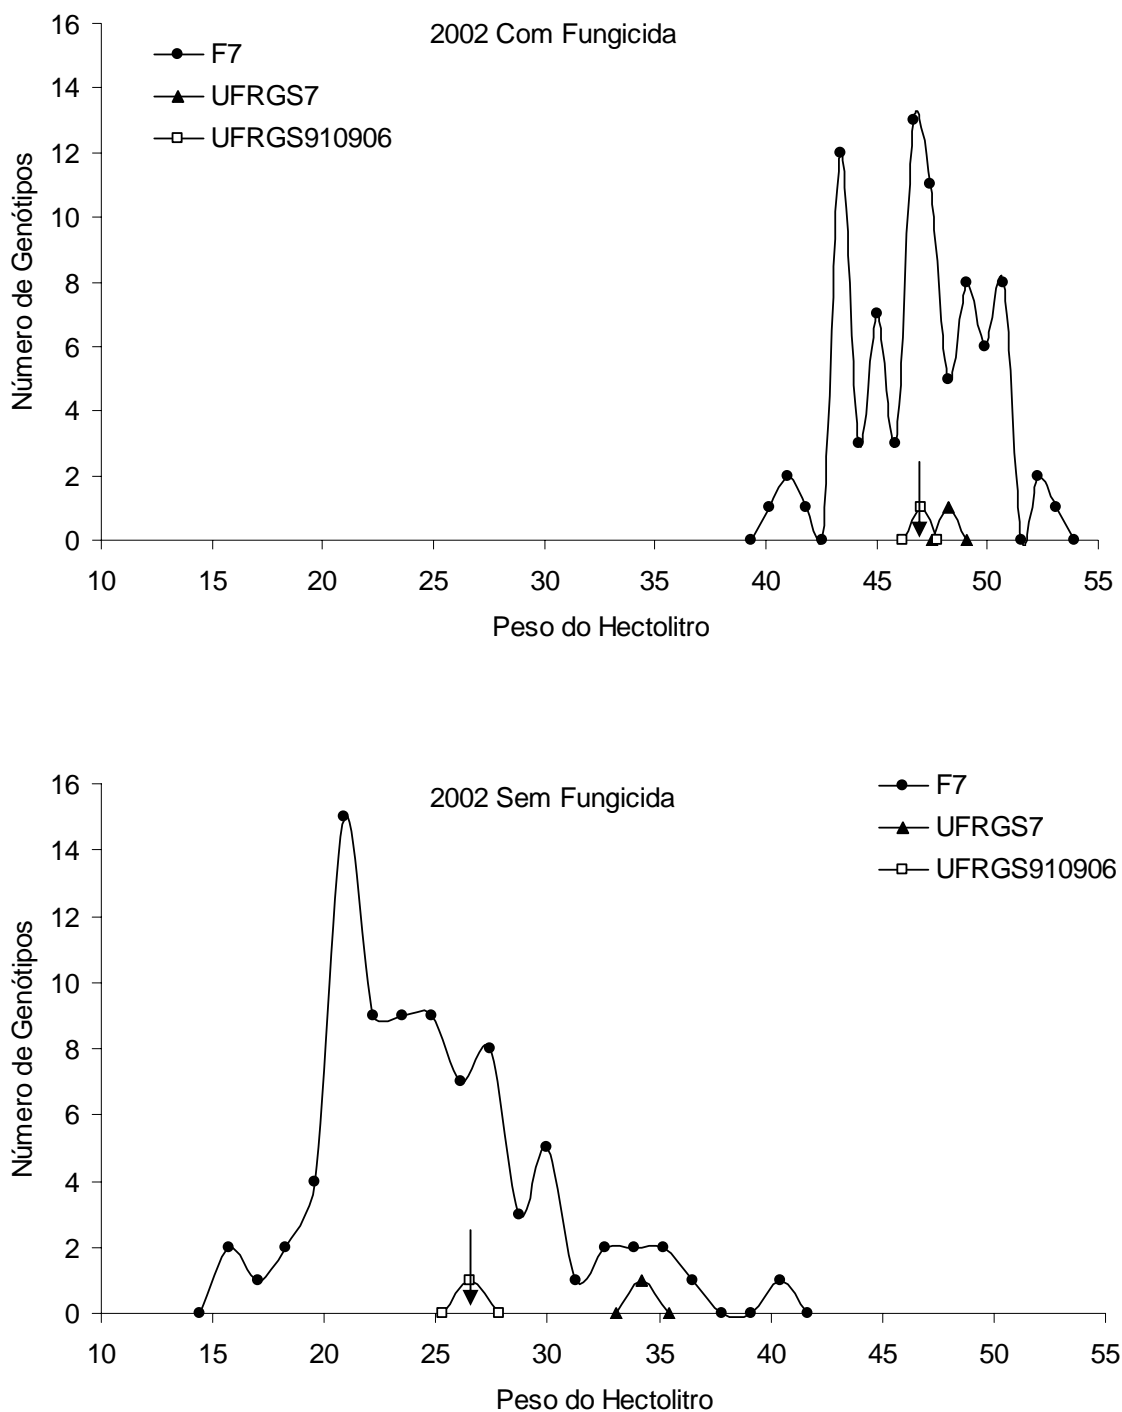 2002 Com Fungicida
F7
UFRGS7
UFRGS910906
Número de Genótipos
16
14
12
10
8
6
4
2
0
10 15 20 25 30 35 40 45 50 55
Peso do Hectolitro
2002 Sem Fungicida
F7
UFRGS7
UFRGS910906
Número de Genótipos
16
14
12
10
8
6
4
2
0
10 15 20 25 30 35 40 45 50 55
Peso do Hectolitro